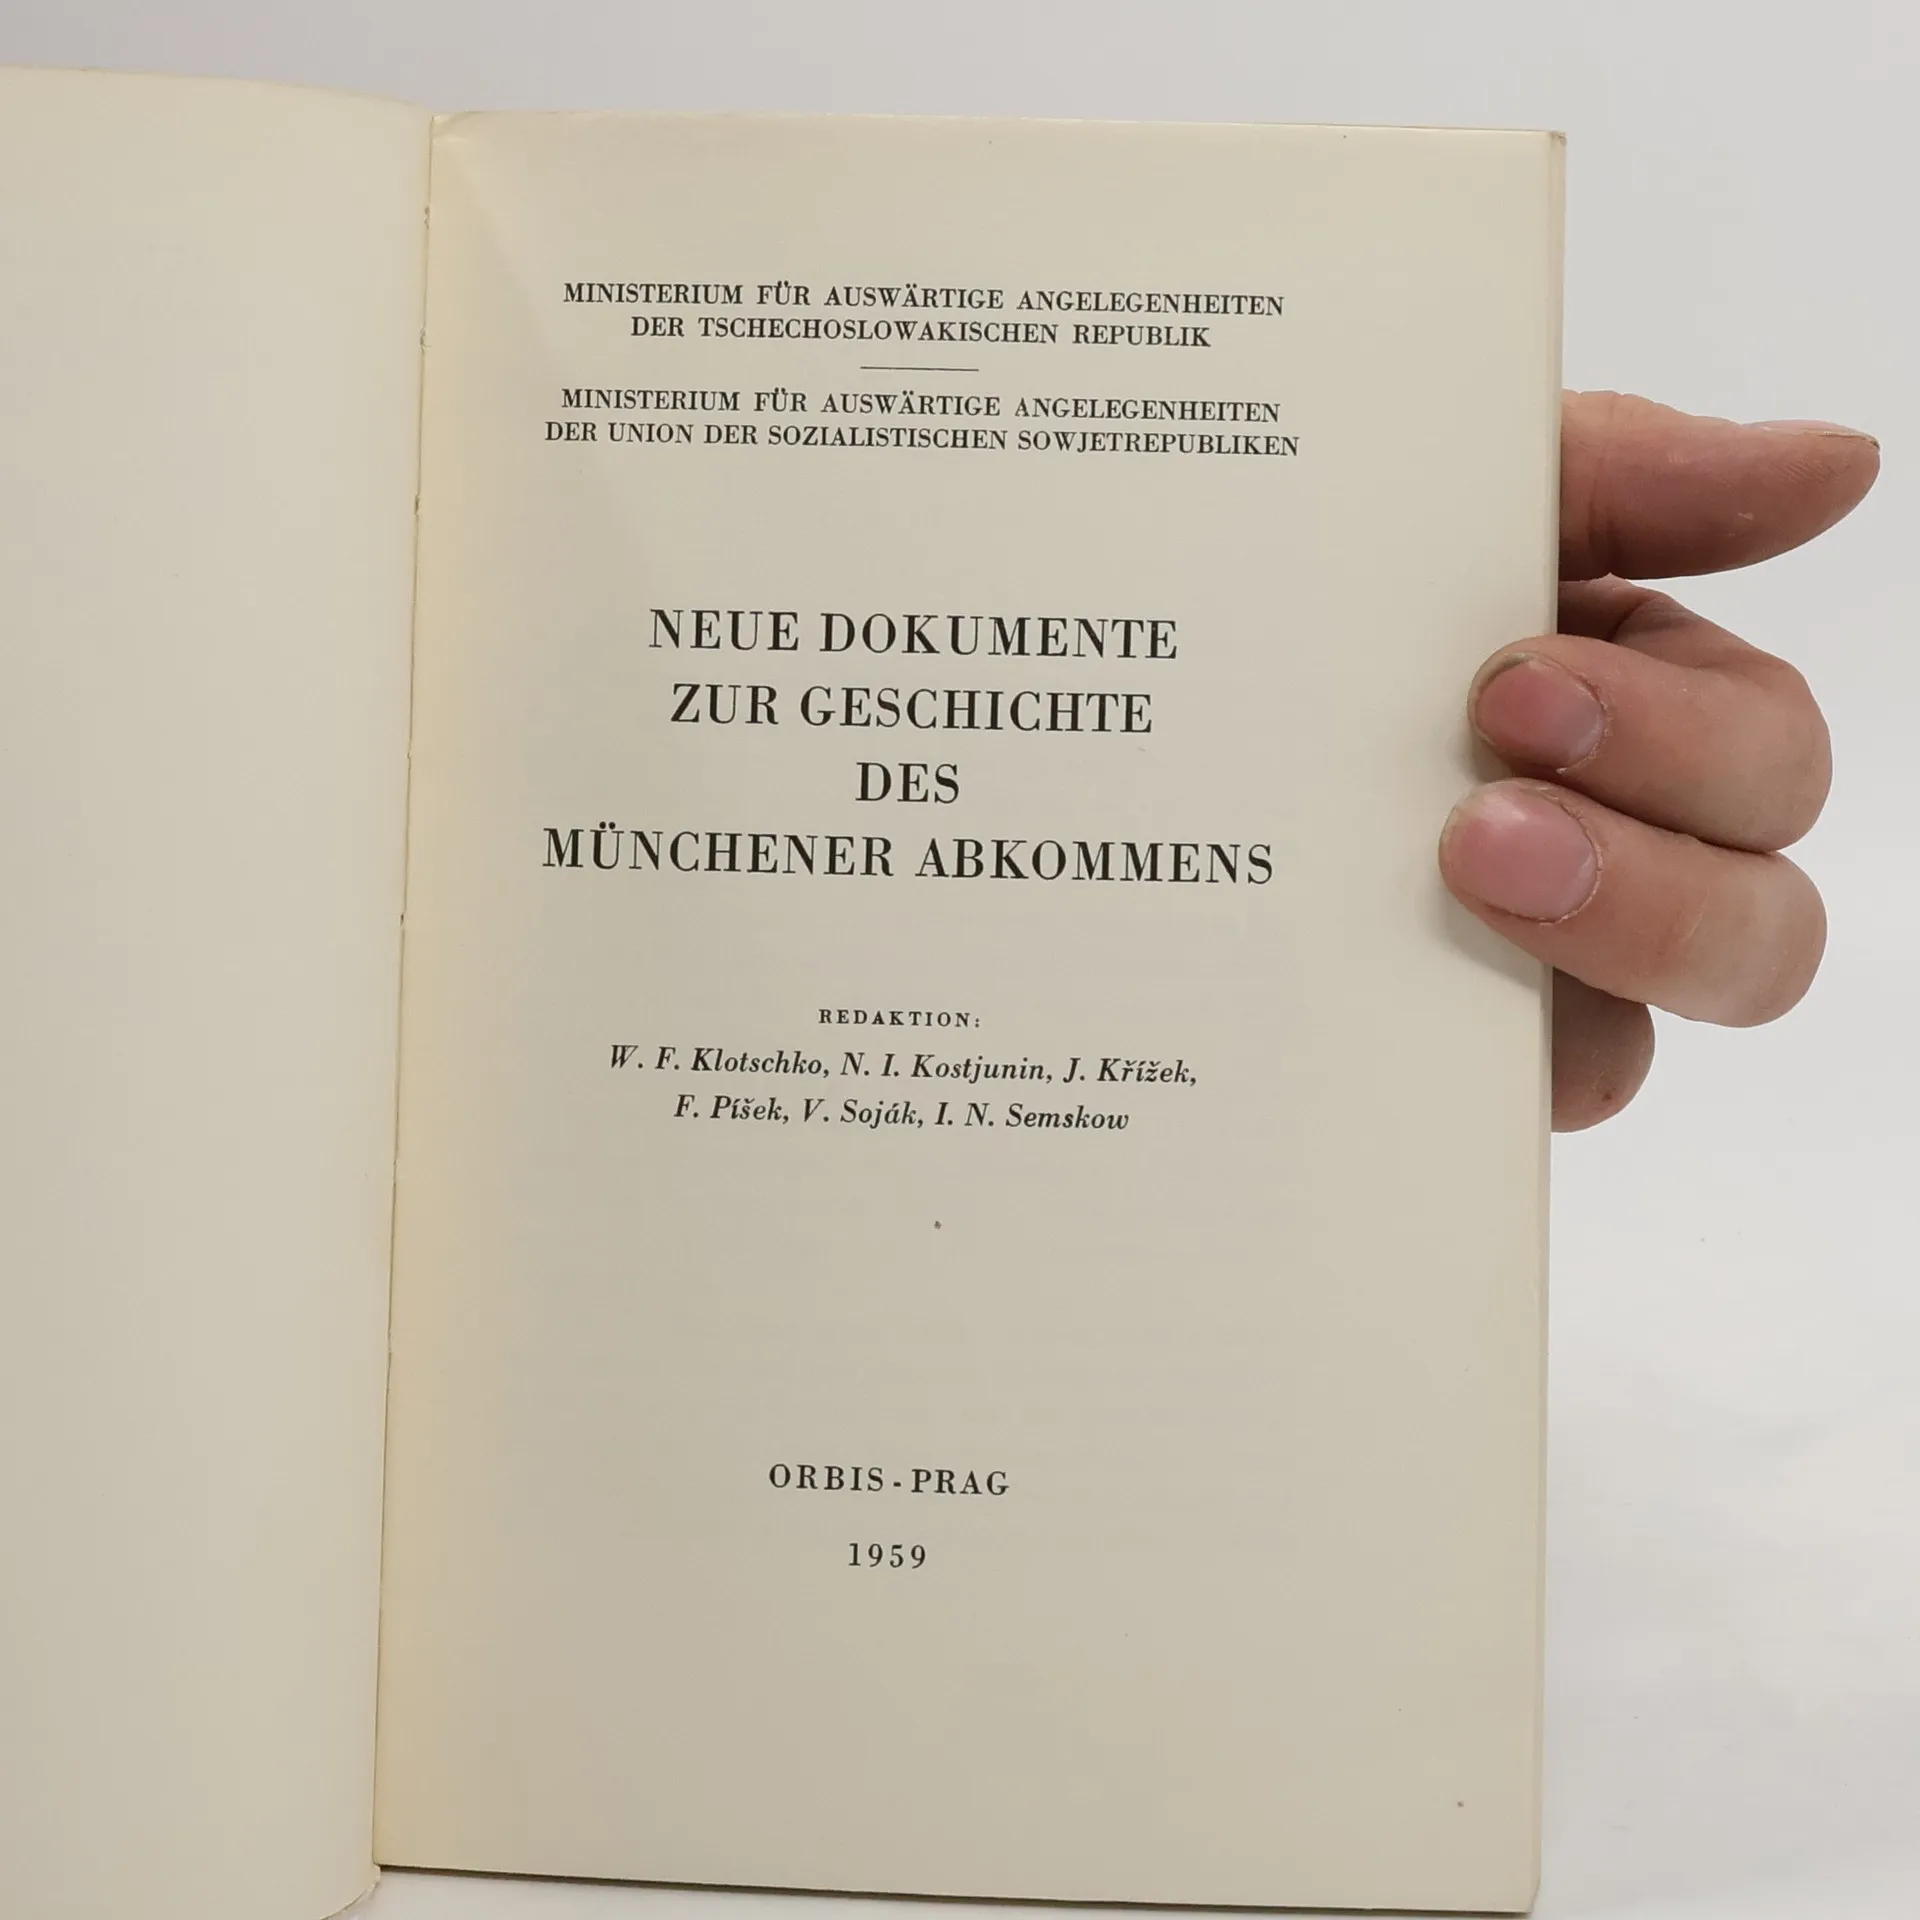 MINISTERIUM FÜR AUSWÄRTIGE ANGELEGENHEITEN
DER TSCHECHOSLOWAKISCHEN REPUBLIK
MINISTERIUM FÜR AUSWÄRTIGE ANGELEGENHEITEN
DER UNION DER SOZIALISTISCHEN SOWJETREPUBLIKEN
NEUE DOKUMENTE
ZUR GESCHICHTE
DES
MÜNCHENER ABKOMMENS
REDAKTION:
W. F. Klotschko, N. I. Kostjunin, J. Křížek,
F. Píšek, V. Soják, I. N. Semskow
ORBIS - PRAG
1959